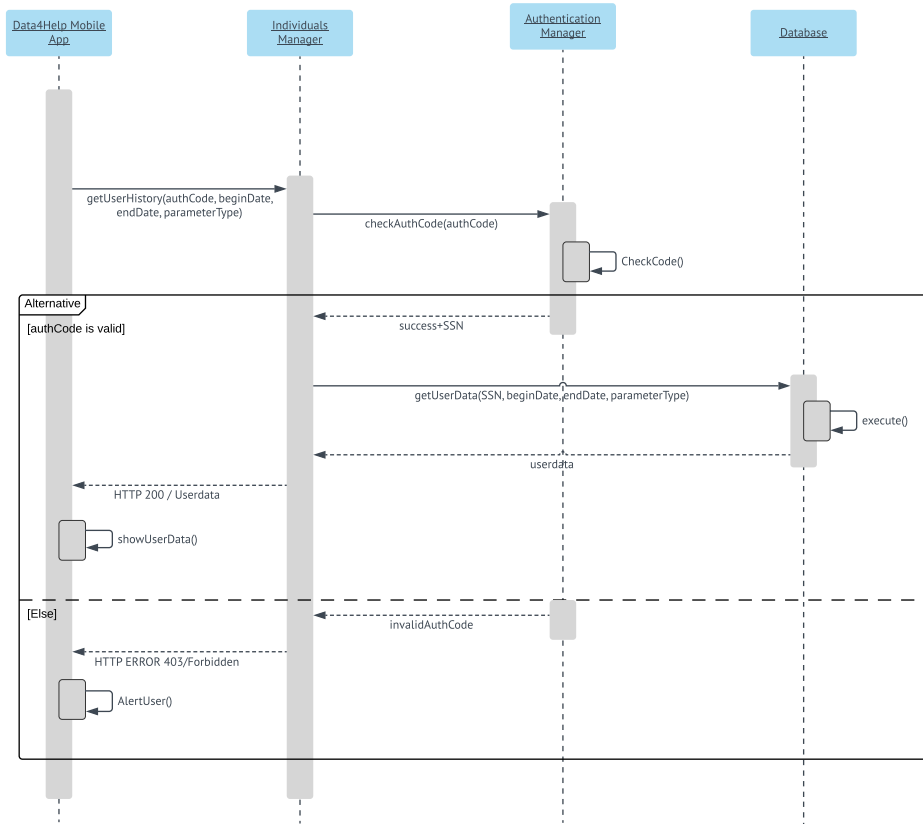 Data4Help Mobile
App
Individuals
Manager
Authentication
Manager
Database
getUserHistory(authCode, beginDate,
endDate, parameterType)
checkAuthCode(authCode)
CheckCode()
Alternative
[authCode is valid]
success+SSN
getUserData(SSN, beginDate, endDate, parameterType)
execute()
userdata
HTTP 200 / Userdata
showUserData()
[Else]
invalidAuthCode
HTTP ERROR 403/Forbidden
AlertUser()